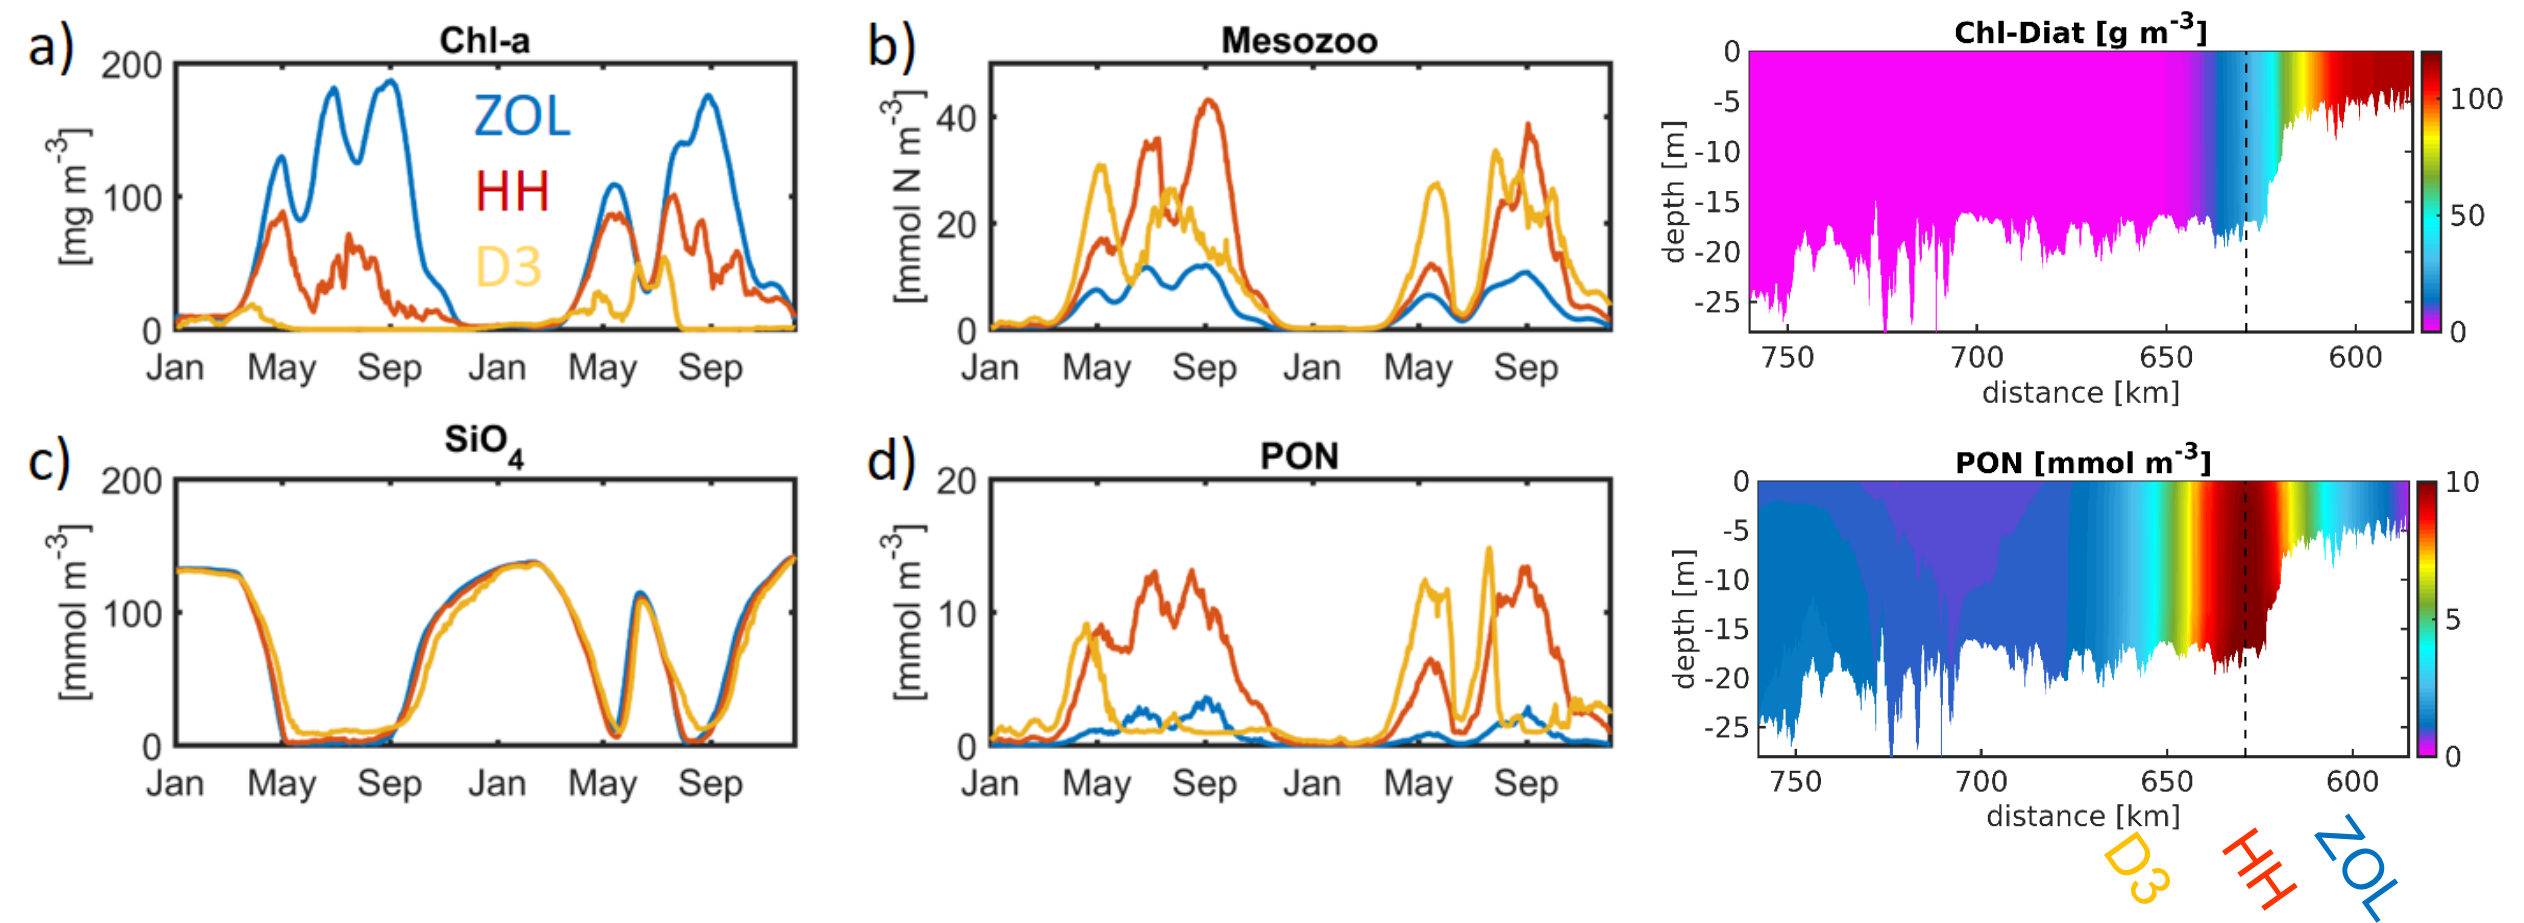 a)
Chl-a
[mg m-3]
200
100
0
Jan May Sep Jan May Sep
ZOL
HH
D3
b)
Mesozoo
[mmol N m-3]
40
20
0
Jan May Sep Jan May Sep
Chl-Diat [g m-3]
depth [m]
0
-5
-10
-15
-20
-25
750 700 650 600
distance [km]
100
50
0
c)
SiO4
[mmol m-3]
200
100
0
Jan May Sep Jan May Sep
d)
PON
[mmol m-3]
20
10
0
Jan May Sep Jan May Sep
PON [mmol m-3]
depth [m]
0
-5
-10
-15
-20
-25
750 700 650 600
distance [km]
10
5
0
D3
HH
ZOL